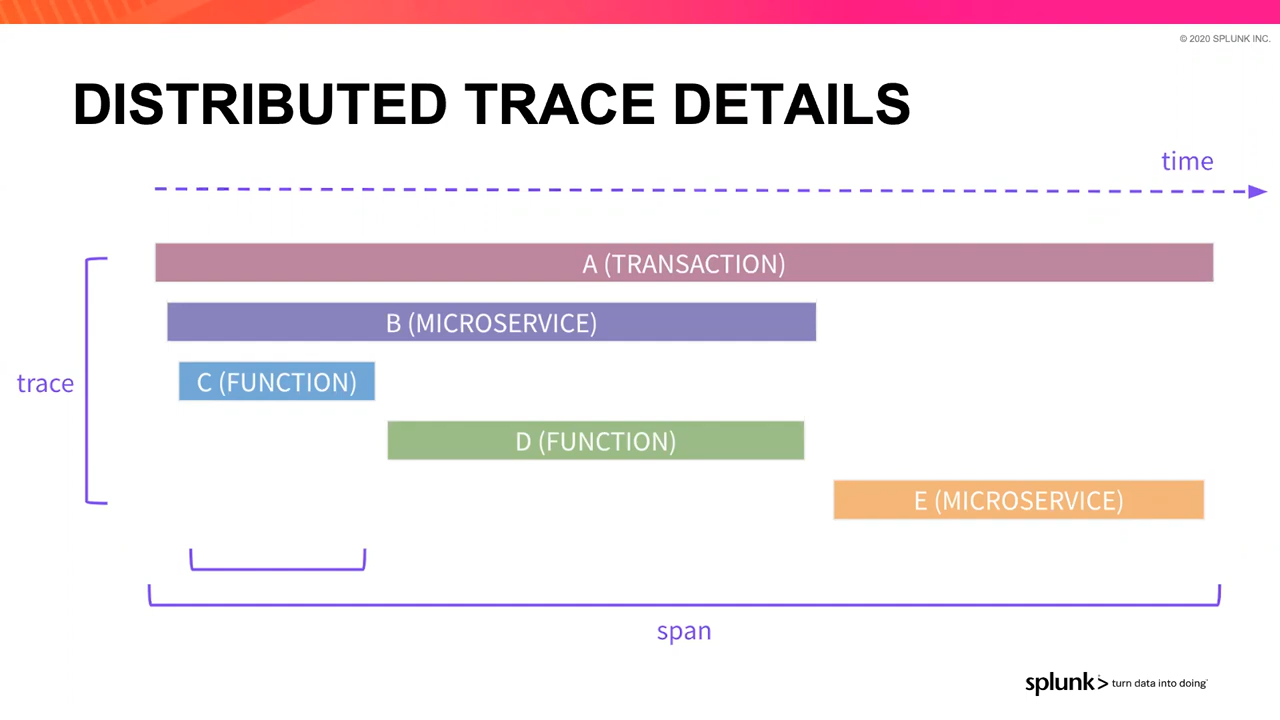 © 2020 SPLUNK INC.
DISTRIBUTED TRACE DETAILS
time
A (TRANSACTION)
B (MICROSERVICE)
trace
C (FUNCTION)
D (FUNCTION)
E (MICROSERVICE)
span
splunk> turn data into doing